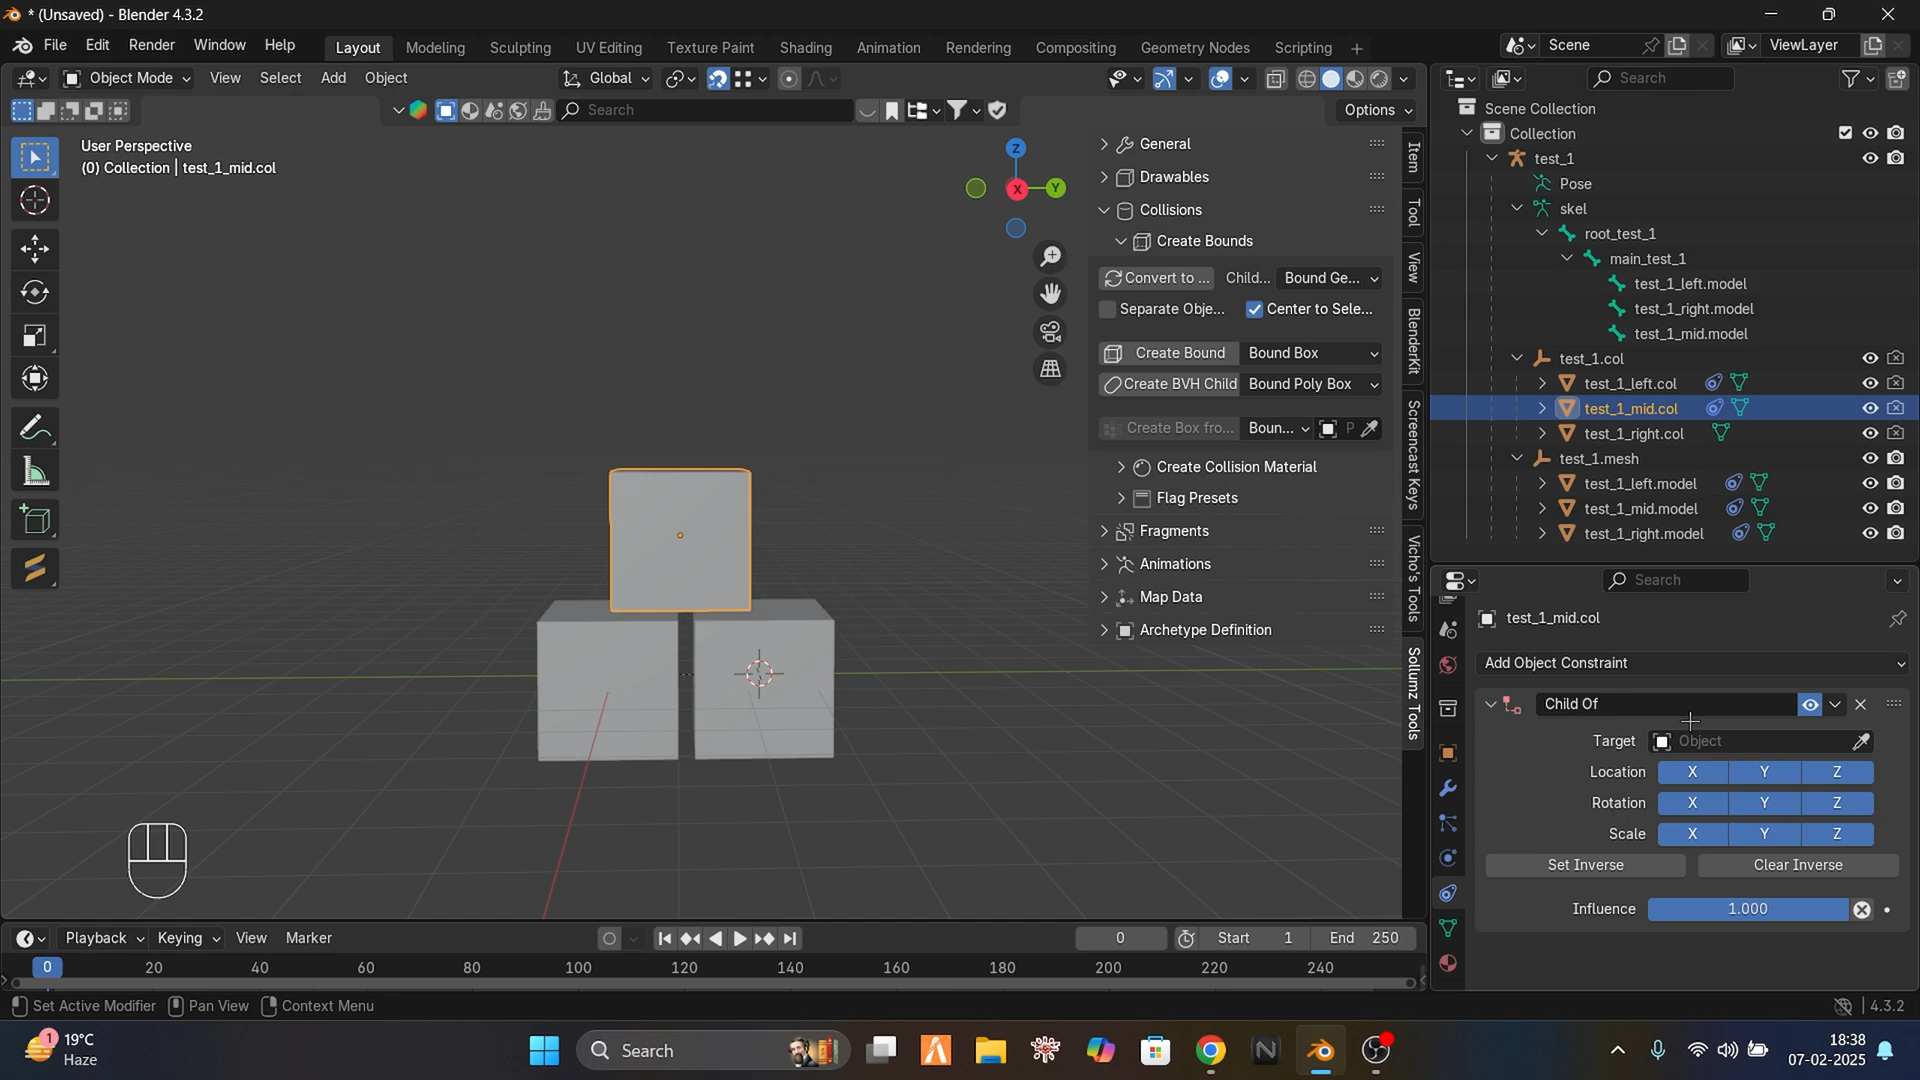 * (Unsaved) - Blender 4.3.2
File Edit Render Window Help Layout Modeling Sculpting UV Editing Texture Paint Shading Animation Rendering Compositing Geometry Nodes Scripting + Scene ViewLayer
Object Mode View Select Add Object Global Search
Search Options
User Perspective
(0) Collection | test_1_mid.col
Z
Y
X
General
Drawables
Collisions
Create Bounds
Convert to ... Child... Bound Ge...
Separate Obje... Center to Sele...
Create Bound Bound Box
Create BVH Child Bound Poly Box
Create Box fro... Boun... P
Create Collision Material
Flag Presets
Fragments
Animations
Map Data
Archetype Definition
Item
Tool
View
BlenderKit
Screencast Keys
Vicho's Tools
Sollumz Tools
Scene Collection
Collection
test_1
Pose
skel
root_test_1
main_test_1
test_1_left.model
test_1_right.model
test_1_mid.model
test_1.col
test_1_left.col
test_1_mid.col
test_1_right.col
test_1.mesh
test_1_left.model
test_1_mid.model
test_1_right.model
Search
test_1_mid.col
Add Object Constraint
Child Of
Target Object
Location X Y Z
Rotation X Y Z
Scale X Y Z
Set Inverse Clear Inverse
Influence 1.000
Playback Keying View Marker 0 Start 1 End 250
0 20 40 60 80 100 120 140 160 180 200 220 240
Set Active Modifier Pan View Context Menu 4.3.2
1 19°C
Haze
Search
18:38
07-02-2025